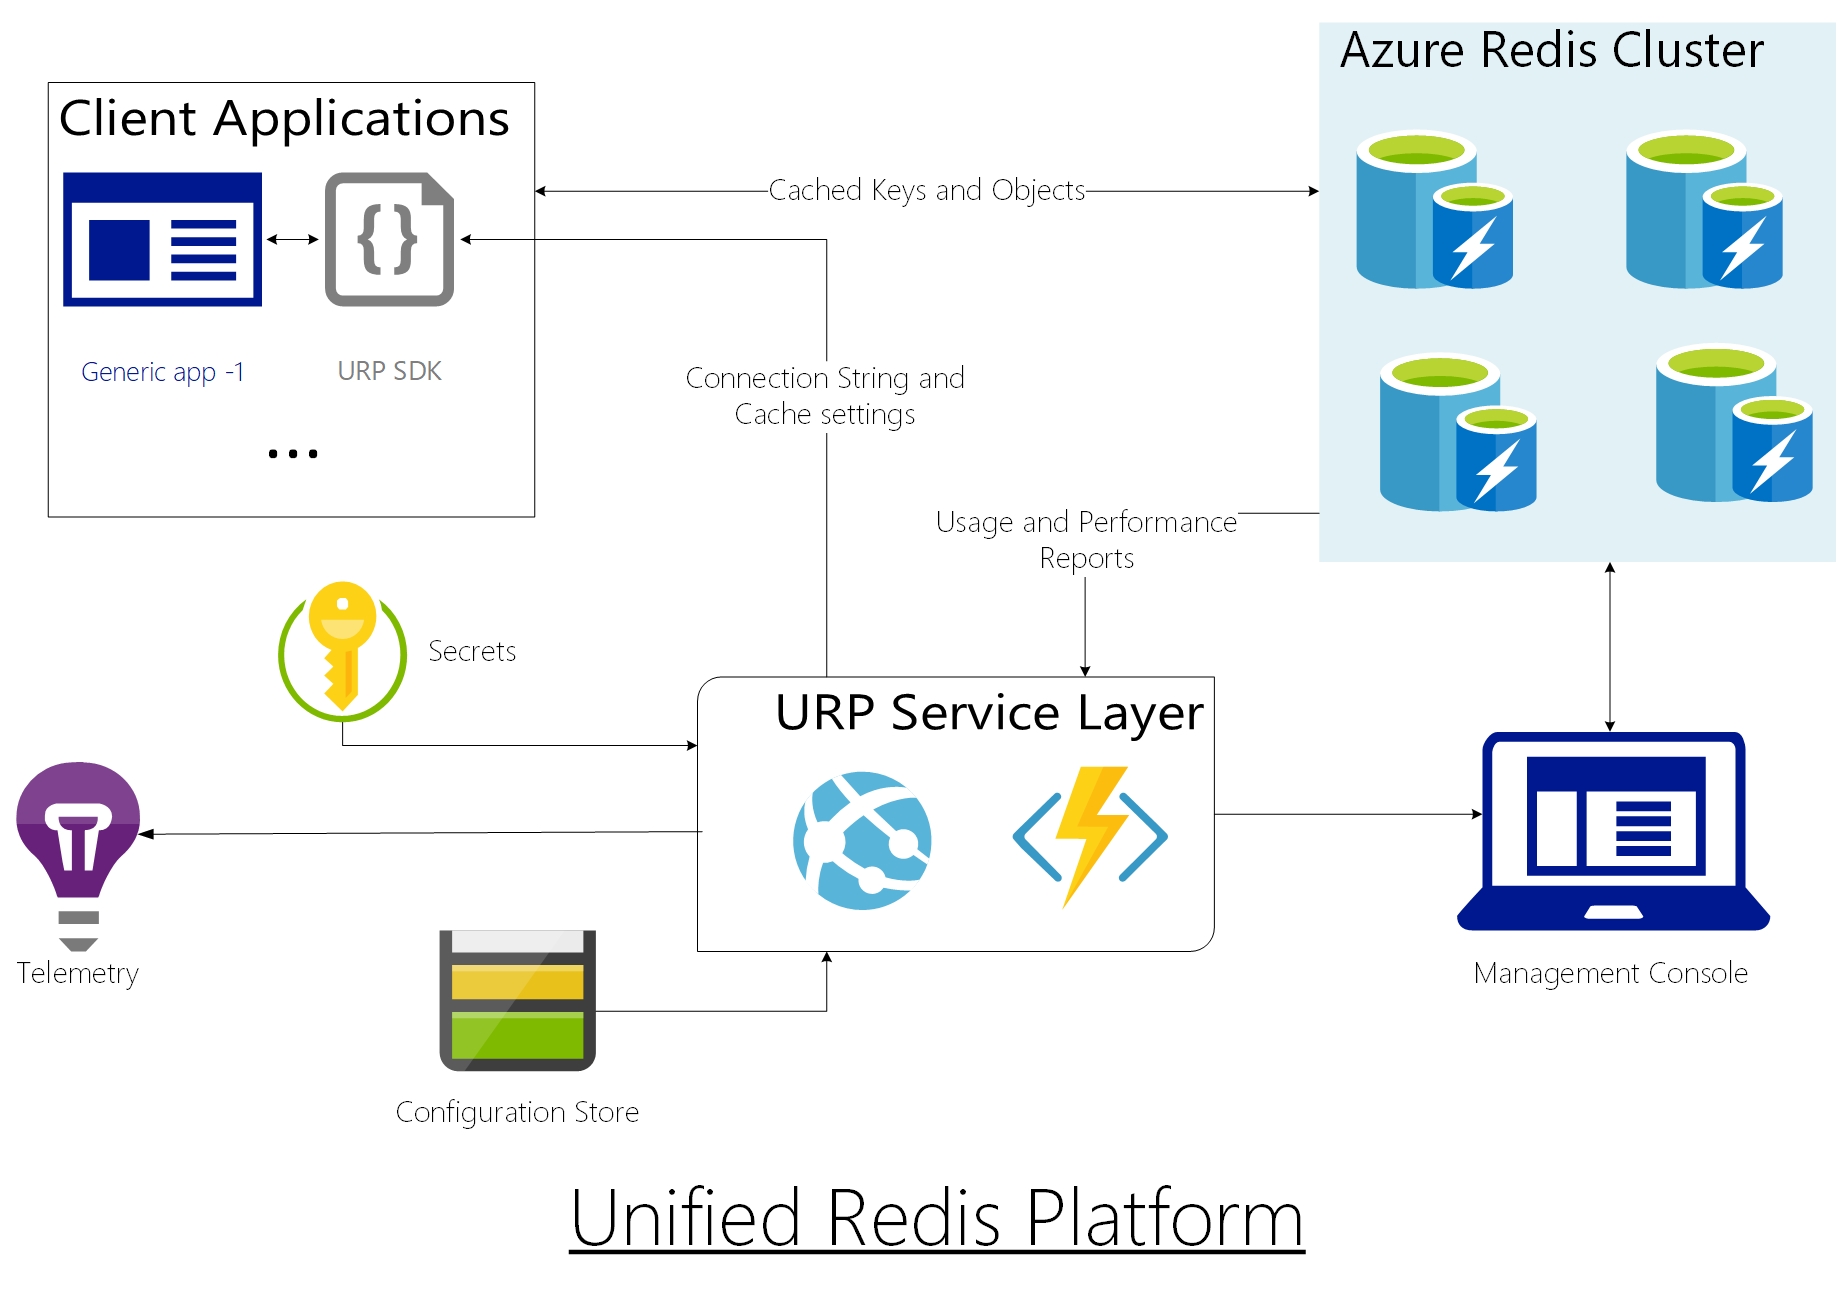 Azure Redis Cluster
Client Applications
Cached Keys and Objects
Generic app -1
URP SDK
...
Connection String and
Cache settings
Usage and Performance
Reports
Secrets
URP Service Layer
Telemetry
Management Console
Configuration Store
Unified Redis Platform